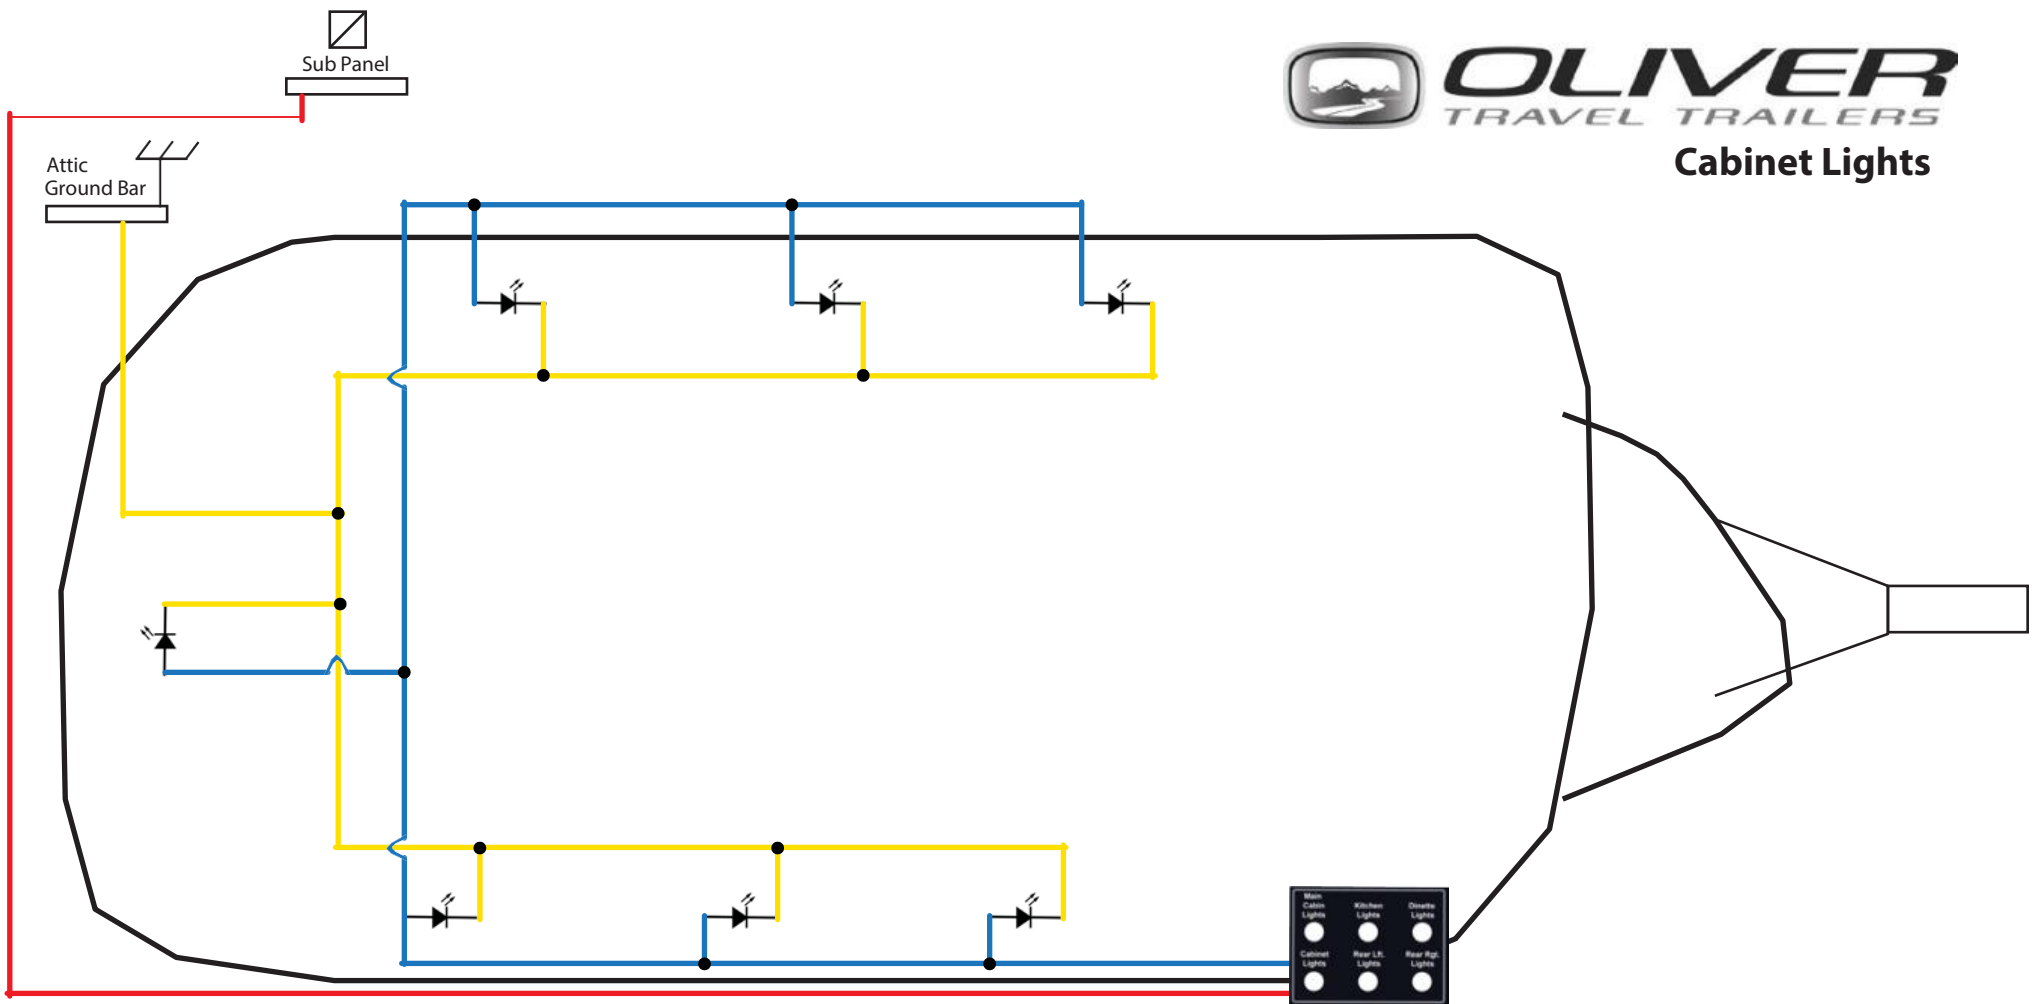 Sub Panel
Attic
Ground Bar
OLIVER
TRAVEL TRAILERS
Cabinet Lights
Main
Cabin
Lights
Kitchen
Lights
Dinette
Lights
Cabinet
Lights
Rear Lft.
Lights
Rear Rgt.
Lights